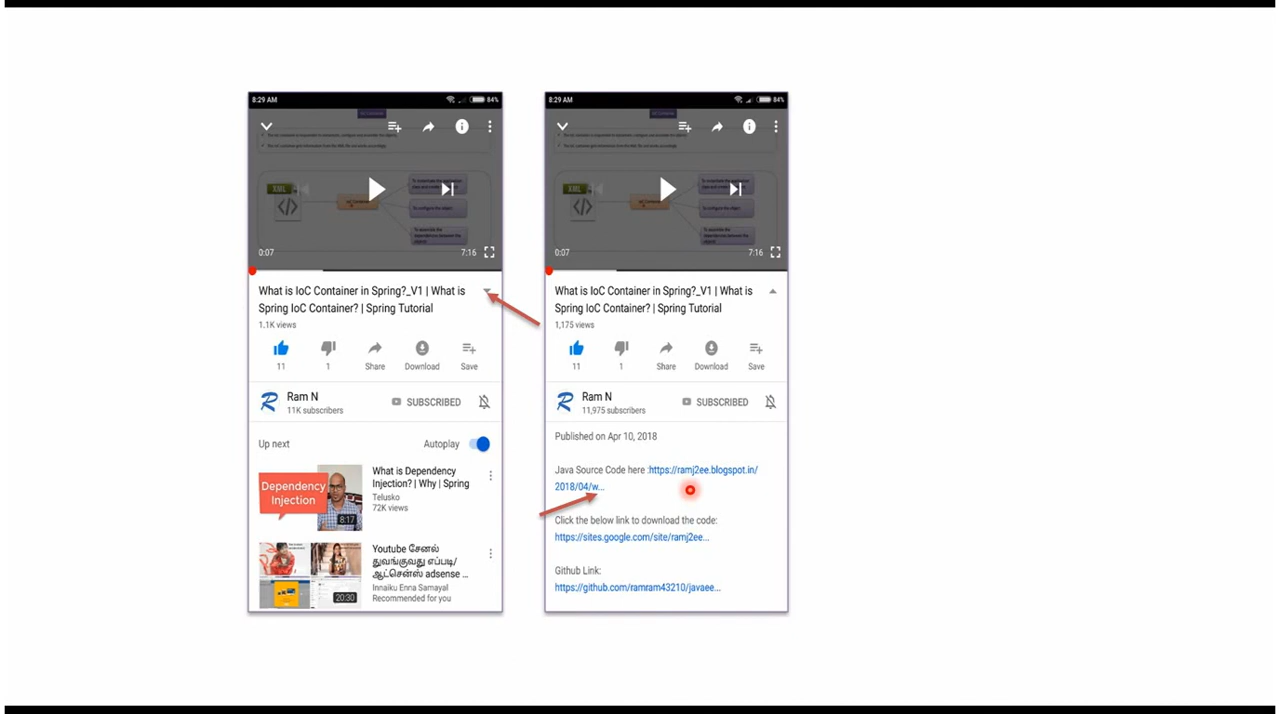 8:29 AM
84%
XML
0:07
7:16
What is IoC Container in Spring?_V1 | What is
Spring IoC Container? | Spring Tutorial
1.1K views
11
1
Share
Download
Save
Ram N
11K subscribers
SUBSCRIBED
Up next
Autoplay
Dependency
Injection
8:17
What is Dependency
Injection? | Why | Spring
Telusko
72K views
20:30
Youtube சேனல்
துவங்குவது எப்படி/
ஆட்சென்ஸ் adsense ...
Innaiku Enna Samayal
Recommended for you
8:29 AM
84%
XML
0:07
7:16
What is IoC Container in Spring?_V1 | What is
Spring IoC Container? | Spring Tutorial
1,175 views
11
1
Share
Download
Save
Ram N
11,975 subscribers
SUBSCRIBED
Published on Apr 10, 2018
Java Source Code here :https://ramj2ee.blogspot.in/
2018/04/w...
Click the below link to download the code:
https://sites.google.com/site/ramj2ee...
Github Link:
https://github.com/ramram43210/javaee...